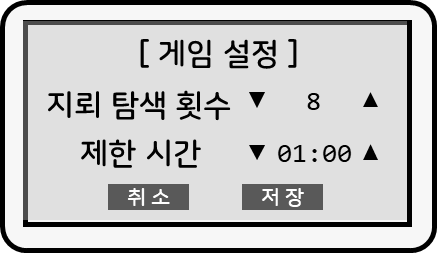 [ 게임 설정 ]
지뢰 탐색 횟수 ▼ 8 ▲
제한 시간 ▼ 01:00 ▲
취소 저장